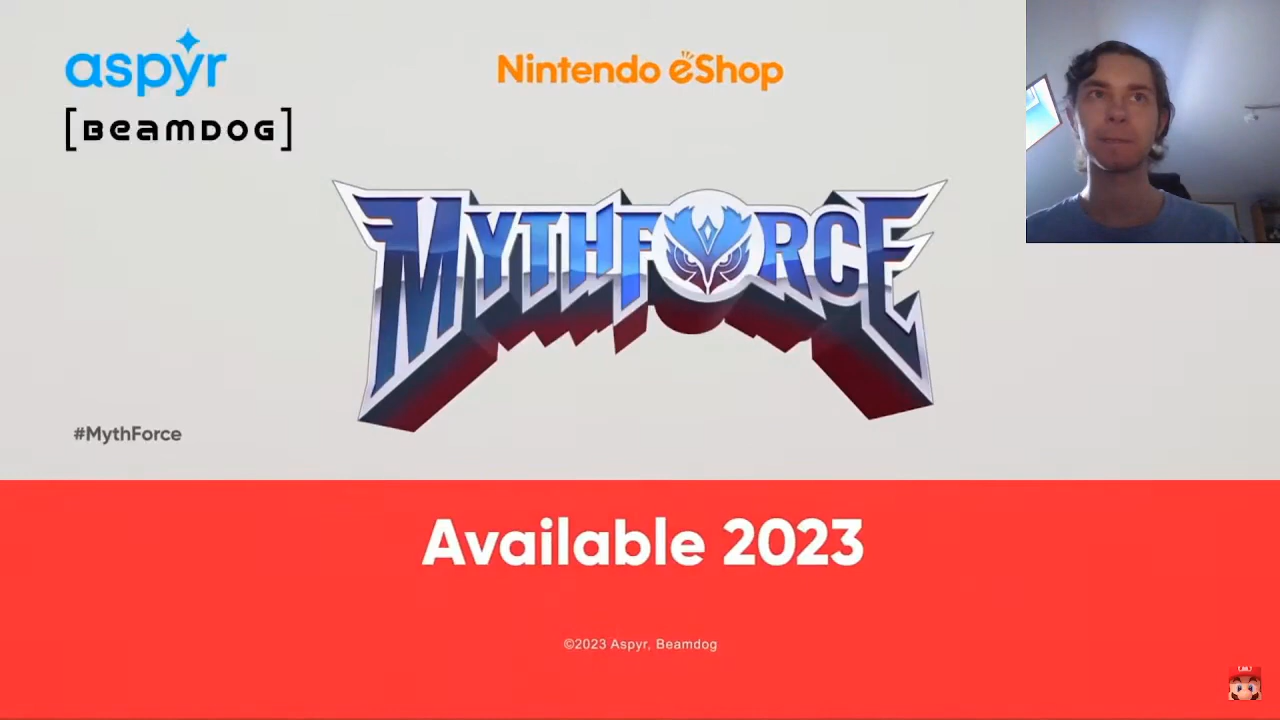 aspyr
Nintendo eShop
[BEAMDOG]
MYTHFORCE
#MythForce
Available 2023
©2023 Aspyr, Beamdog